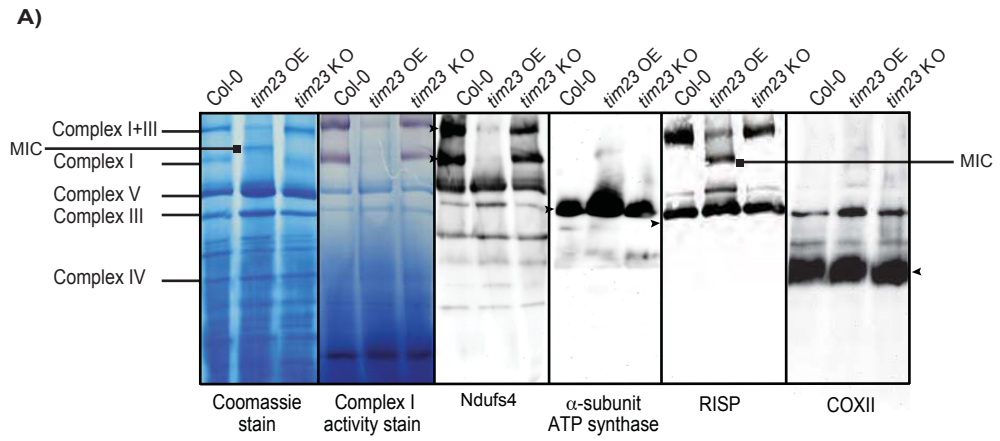 A)
Col-0 tim23 OE tim23 KO Col-0 tim23 OE tim23 KO Col-0 tim23 OE tim23 KO Col-0 tim23 OE tim23 KO Col-0 tim23 OE tim23 KO Col-0 tim23 OE tim23 KO
Complex I+III
MIC
Complex I
MIC
Complex V
Complex III
Complex IV
Coomassie
stain
Complex I
activity stain
Ndufs4
α-subunit
ATP synthase
RISP
COXII